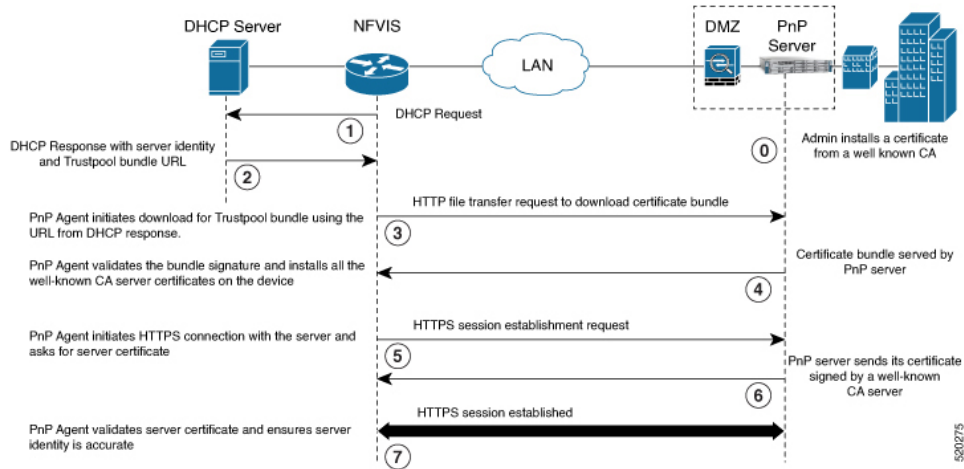 DHCP Server
NFVIS
DMZ
PnP
Server
LAN
DHCP Request
1
DHCP Response with server identity
and Trustpool bundle URL
2
0
Admin installs a certificate
from a well known CA
PnP Agent initiates download for Trustpool bundle using the
URL from DHCP response.
HTTP file transfer request to download certificate bundle
3
PnP Agent validates the bundle signature and installs all the
well-known CA server certificates on the device
Certificate bundle served by
PnP server
4
PnP Agent initiates HTTPS connection with the server and
asks for server certificate
HTTPS session establishment request
5
PnP server sends its certificate
signed by a well-known
CA server
6
PnP Agent validates server certificate and ensures server
identity is accurate
HTTPS session established
7
520275